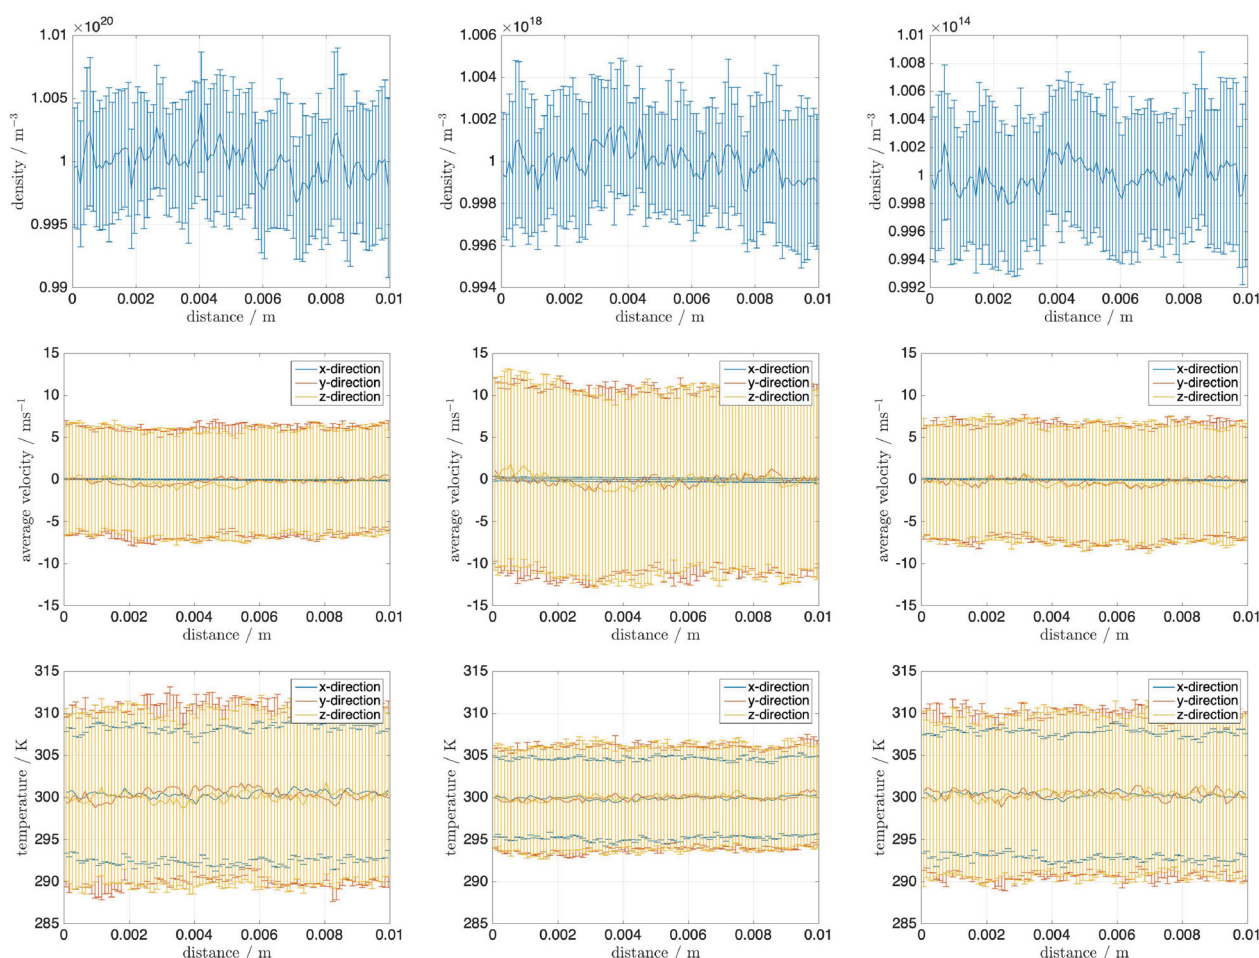 ×10²⁰
1.01
1.005
1
0.995
0.99
density / m⁻³
0 0.002 0.004 0.006 0.008 0.01
distance / m
×10¹⁸
1.006
1.004
1.002
1
0.998
0.996
0.994
density / m⁻³
0 0.002 0.004 0.006 0.008 0.01
distance / m
×10¹⁴
1.01
1.008
1.006
1.004
1.002
1
0.998
0.996
0.994
0.992
density / m⁻³
0 0.002 0.004 0.006 0.008 0.01
distance / m
15
10
5
0
-5
-10
-15
average velocity / ms⁻¹
x-direction
y-direction
z-direction
0 0.002 0.004 0.006 0.008 0.01
distance / m
15
10
5
0
-5
-10
-15
average velocity / ms⁻¹
x-direction
y-direction
z-direction
0 0.002 0.004 0.006 0.008 0.01
distance / m
15
10
5
0
-5
-10
-15
average velocity / ms⁻¹
x-direction
y-direction
z-direction
0 0.002 0.004 0.006 0.008 0.01
distance / m
315
310
305
300
295
290
285
temperature / K
x-direction
y-direction
z-direction
0 0.002 0.004 0.006 0.008 0.01
distance / m
315
310
305
300
295
290
285
temperature / K
x-direction
y-direction
z-direction
0 0.002 0.004 0.006 0.008 0.01
distance / m
315
310
305
300
295
290
285
temperature / K
x-direction
y-direction
z-direction
0 0.002 0.004 0.006 0.008 0.01
distance / m